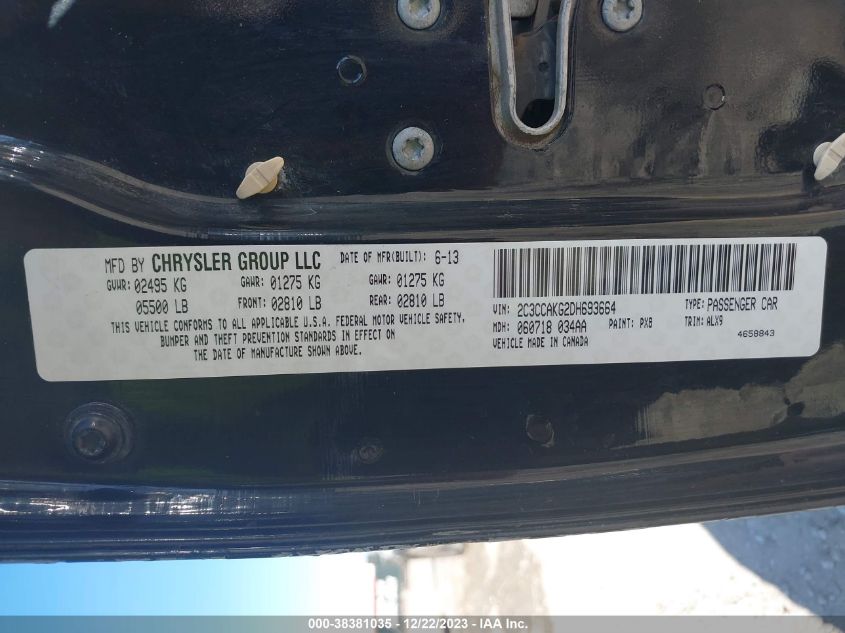 MFD BY CHRYSLER GROUP LLC DATE OF MFR(BUILT): 6-13
GVWR: 02495 KG GAWR: 01275 KG GAWR: 01275 KG
05500 LB FRONT: 02810 LB REAR: 02810 LB
THIS VEHICLE CONFORMS TO ALL APPLICABLE U.S.A. FEDERAL MOTOR VEHICLE SAFETY,
BUMPER AND THEFT PREVENTION STANDARDS IN EFFECT ON
THE DATE OF MANUFACTURE SHOWN ABOVE.
VIN: 2C3CCAKG2DH693664 TYPE: PASSENGER CAR
MDH: 060718 034AA PAINT: PX8 TRIM: ALX9
VEHICLE MADE IN CANADA 4658843
000-38381035 - 12/22/2023 - IAA Inc.